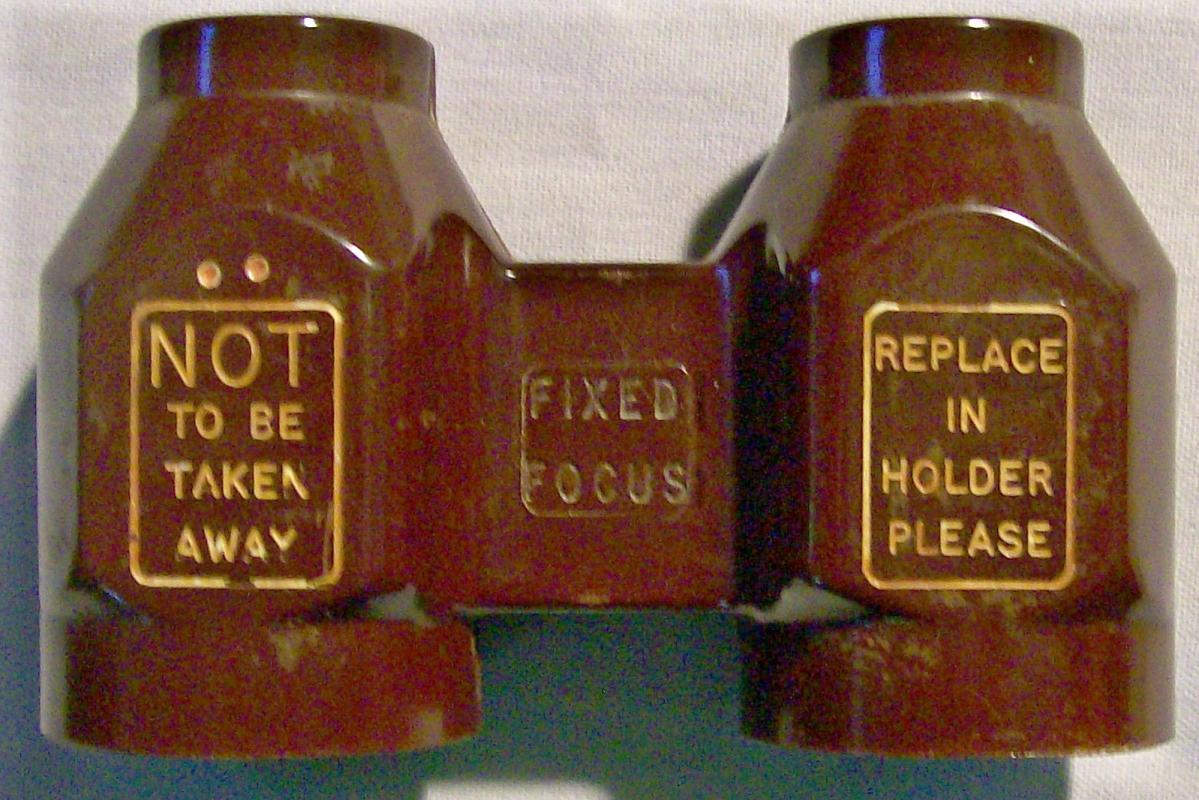 NOT
TO BE
TAKEN
AWAY
FIXED
FOCUS
REPLACE
IN
HOLDER
PLEASE